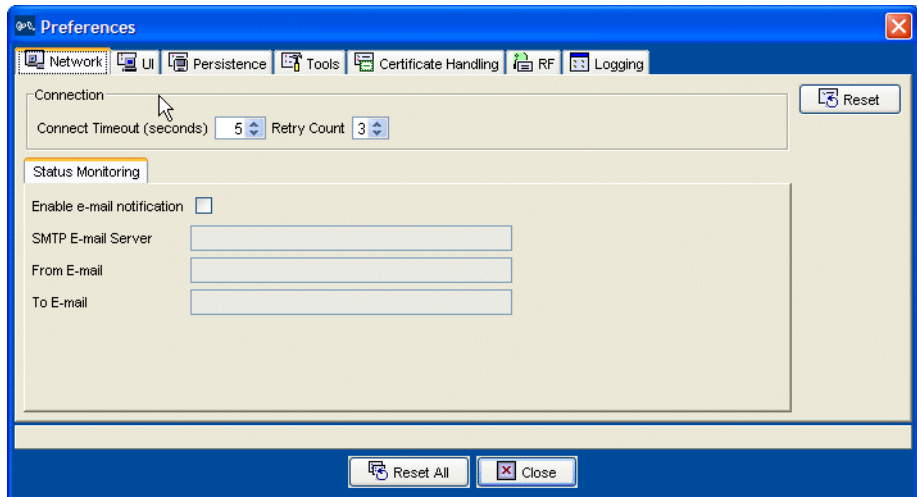 Preferences
Network UI Persistence Tools Certificate Handling RF Logging
Connection
Reset
Connect Timeout (seconds) 5 Retry Count 3
Status Monitoring
Enable e-mail notification
SMTP E-mail Server
From E-mail
To E-mail
Reset All Close